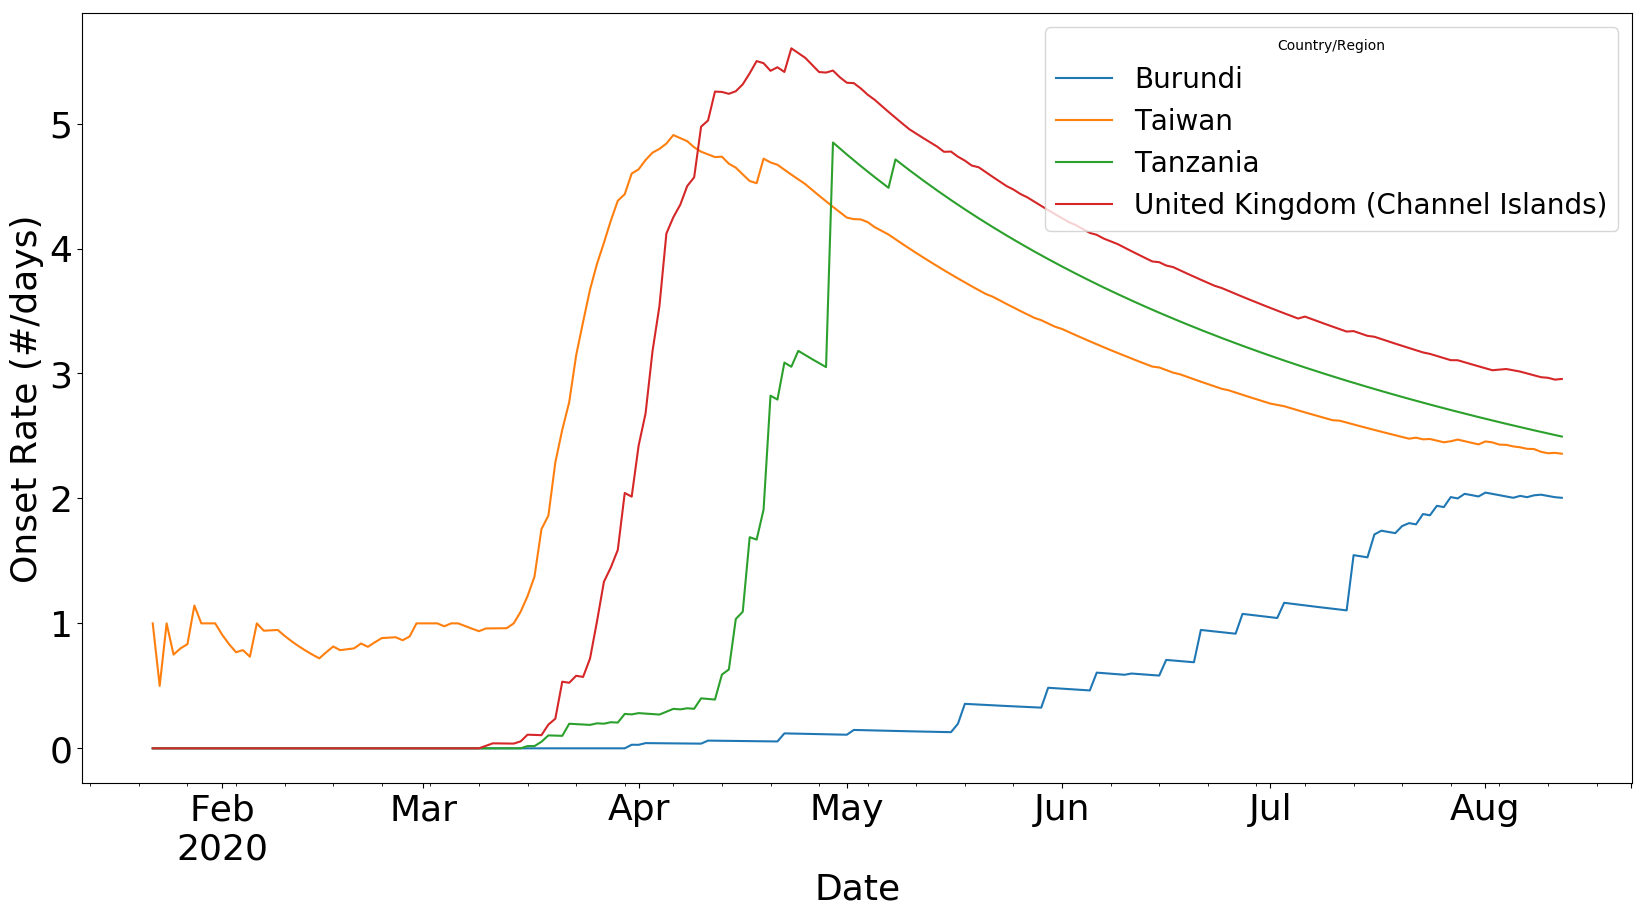 Country/Region
Burundi
Taiwan
Tanzania
United Kingdom (Channel Islands)
Onset Rate (#/days)
5
4
3
2
1
0
Feb Mar Apr May Jun Jul Aug
2020
Date